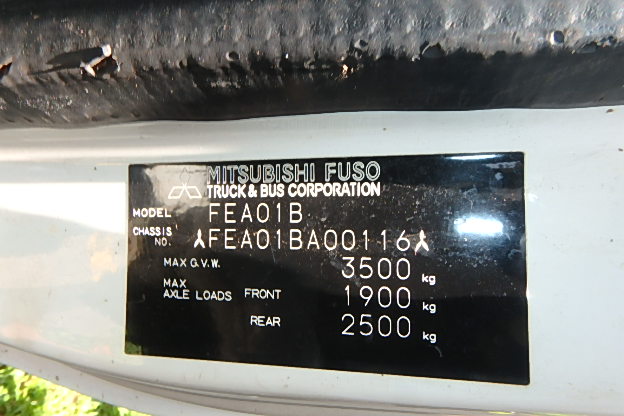 MITSUBISHI FUSO
TRUCK & BUS CORPORATION
MODEL FEA01B
CHASSIS NO. FEA01BA00116
MAX G.V.W. 3500 kg
MAX AXLE LOADS FRONT 1900 kg
REAR 2500 kg